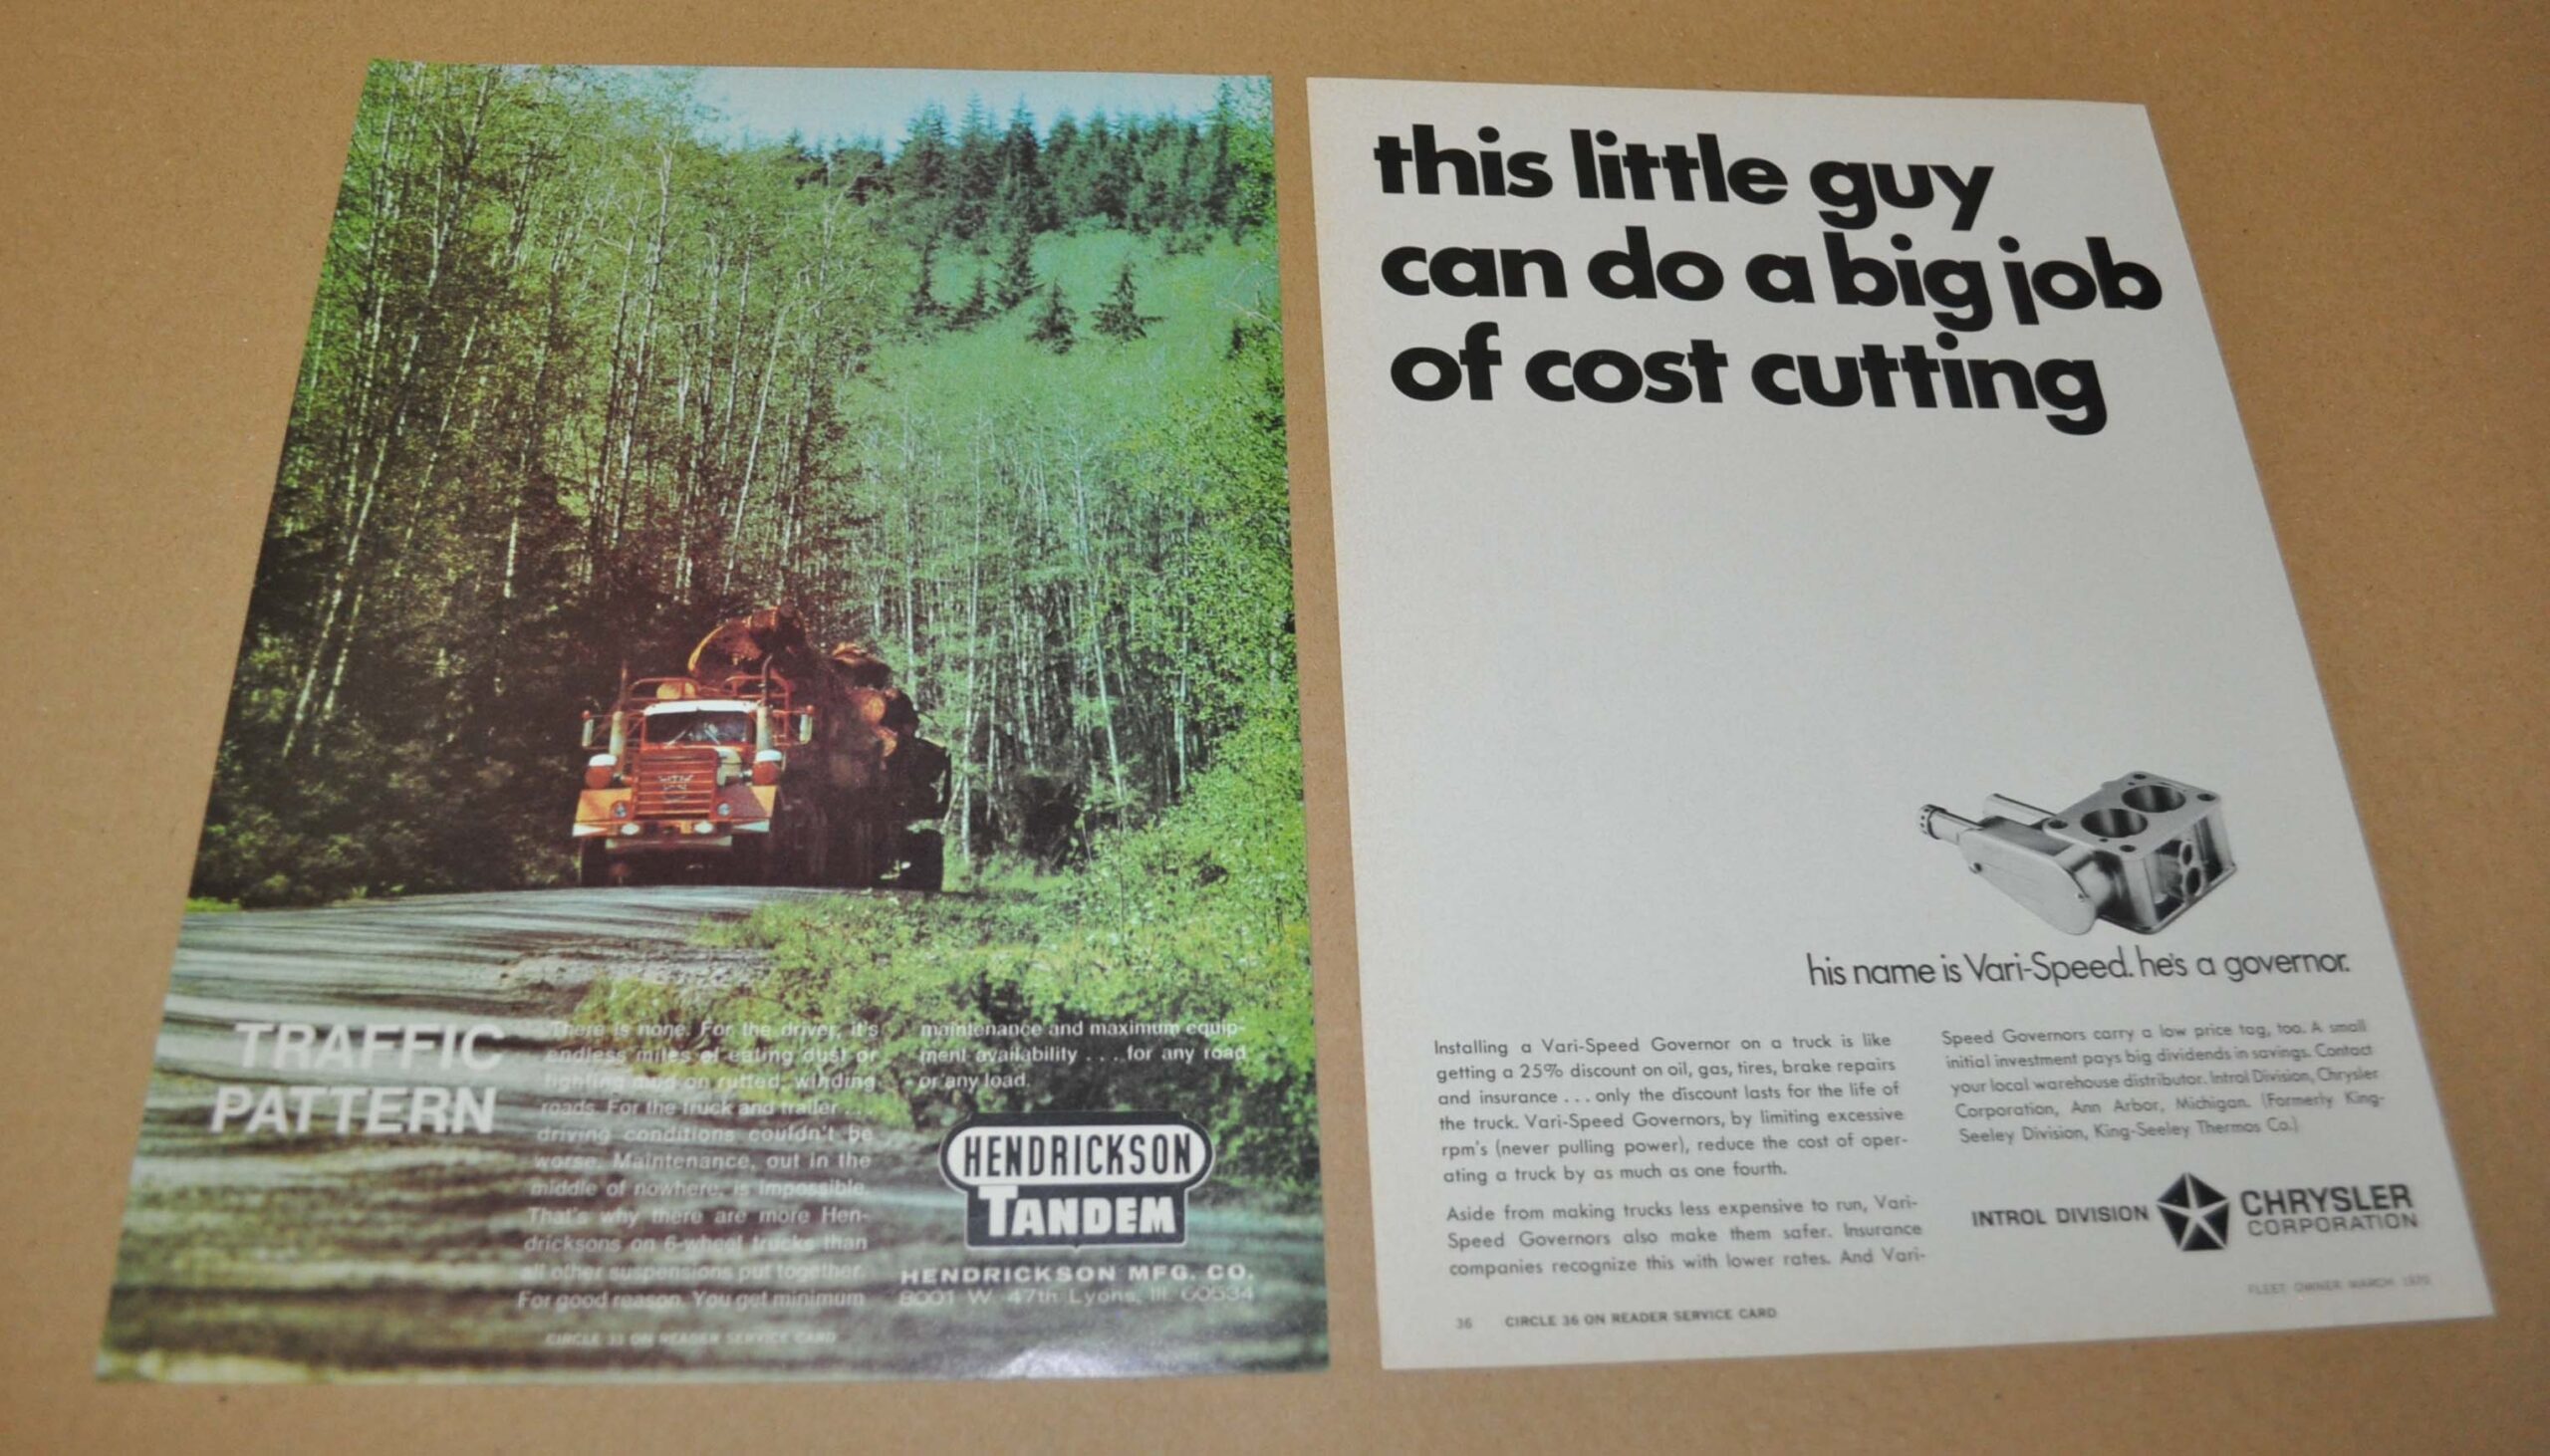 TRAFFIC
PATTERN
There is none. For the driver, it's
endless miles of eating dust or
fighting mud on rutted, winding
roads. For the truck and trailer . . .
driving conditions couldn't be
worse. Maintenance, out in the
middle of nowhere, is impossible.
That's why there are more Hen-
dricksons on 6-wheel trucks than
all other suspensions put together.
For good reason. You get minimum
maintenance and maximum equip-
ment availability . . . for any road
or any load.
HENDRICKSON
TANDEM
HENDRICKSON MFG. CO.
8001 W. 47th Lyons, Ill. 60534
CIRCLE ON READER SERVICE CARD
this little guy
can do a big job
of cost cutting
his name is Vari-Speed. he's a governor.
Installing a Vari-Speed Governor on a truck is like
getting a 25% discount on oil, gas, tires, brake repairs
and insurance . . . only the discount lasts for the life of
the truck. Vari-Speed Governors, by limiting excessive
rpm's (never pulling power), reduce the cost of oper-
ating a truck by as much as one fourth.
Aside from making trucks less expensive to run, Vari-
Speed Governors also make them safer. Insurance
companies recognize this with lower rates. And Vari-
Speed Governors carry a low price tag, too. A small
initial investment pays big dividends in savings. Contact
your local warehouse distributor. Introl Division, Chrysler
Corporation, Ann Arbor, Michigan. (Formerly King-
Seeley Division, King-Seeley Thermos Co.)
INTROL DIVISION
CHRYSLER
CORPORATION
FLEET OWNER MARCH 1970
36 CIRCLE 36 ON READER SERVICE CARD